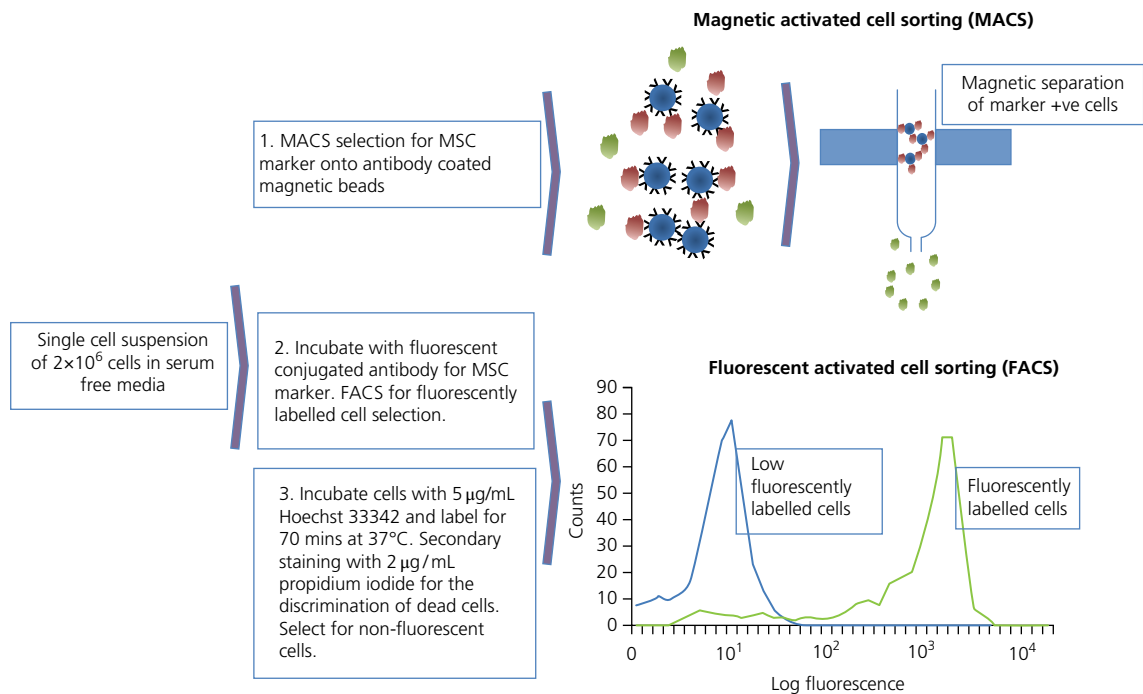 Magnetic activated cell sorting (MACS)
Magnetic separation
of marker +ve cells
1. MACS selection for MSC
marker onto antibody coated
magnetic beads
Single cell suspension
of 2×10⁶ cells in serum
free media
2. Incubate with fluorescent
conjugated antibody for MSC
marker. FACS for fluorescently
labelled cell selection.
3. Incubate cells with 5 µg/mL
Hoechst 33342 and label for
70 mins at 37°C. Secondary
staining with 2 µg/mL
propidium iodide for the
discrimination of dead cells.
Select for non-fluorescent
cells.
Fluorescent activated cell sorting (FACS)
90
80
70
60
50
40
30
20
10
0
Counts
Low
fluorescently
labelled cells
Fluorescently
labelled cells
0 10¹ 10² 10³ 10⁴
Log fluorescence